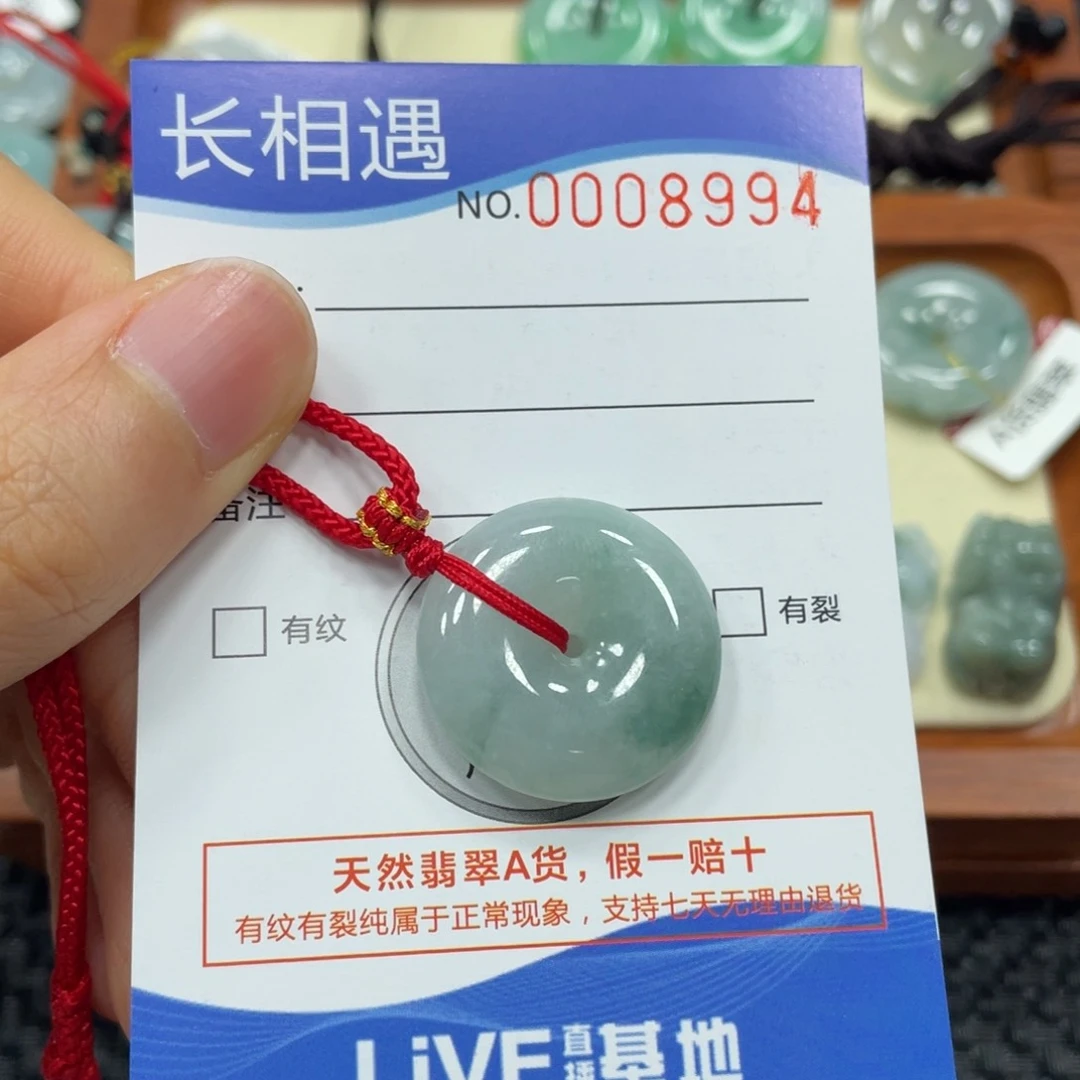 长相遇
NO.0008994
备注
有纹
有裂
天然翡翠A货，假一赔十
有纹有裂纯属于正常现象，支持七天无理由退货
LiVE直播基地